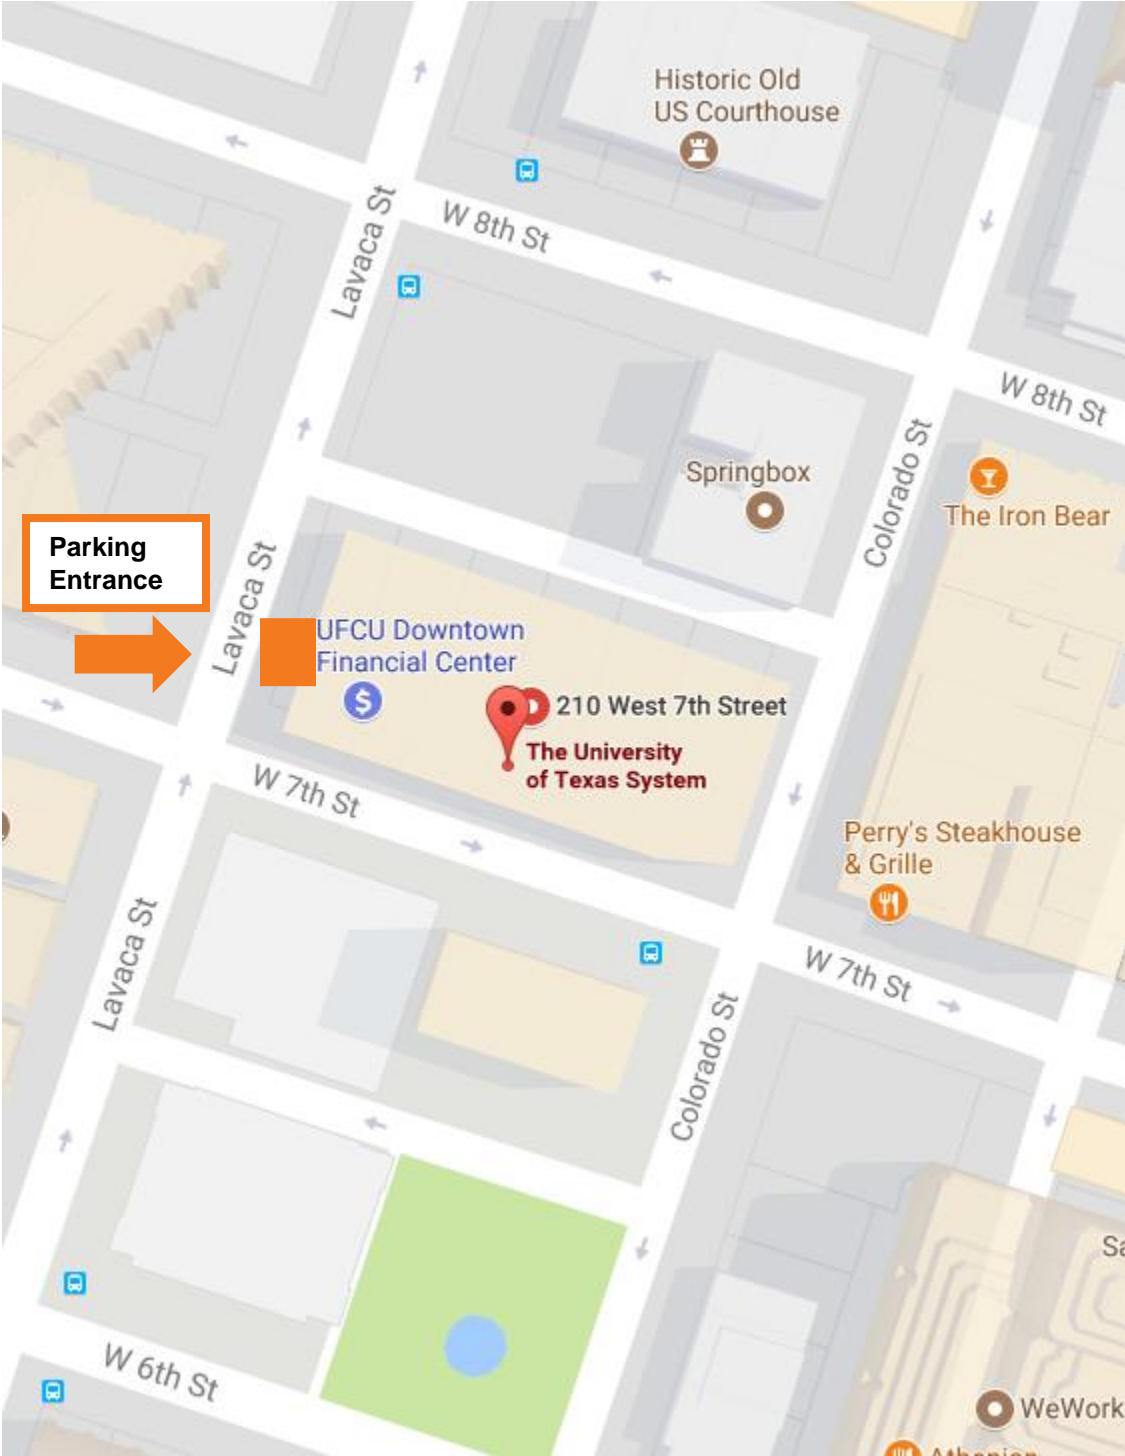 Historic Old
US Courthouse
Lavaca St
W 8th St
W 8th St
Colorado St
Springbox
The Iron Bear
Parking
Entrance
Lavaca St
UFCU Downtown
Financial Center
$
210 West 7th Street
The University
of Texas System
W 7th St
Perry's Steakhouse
& Grille
Lavaca St
W 7th St
Colorado St
W 6th St
WeWork